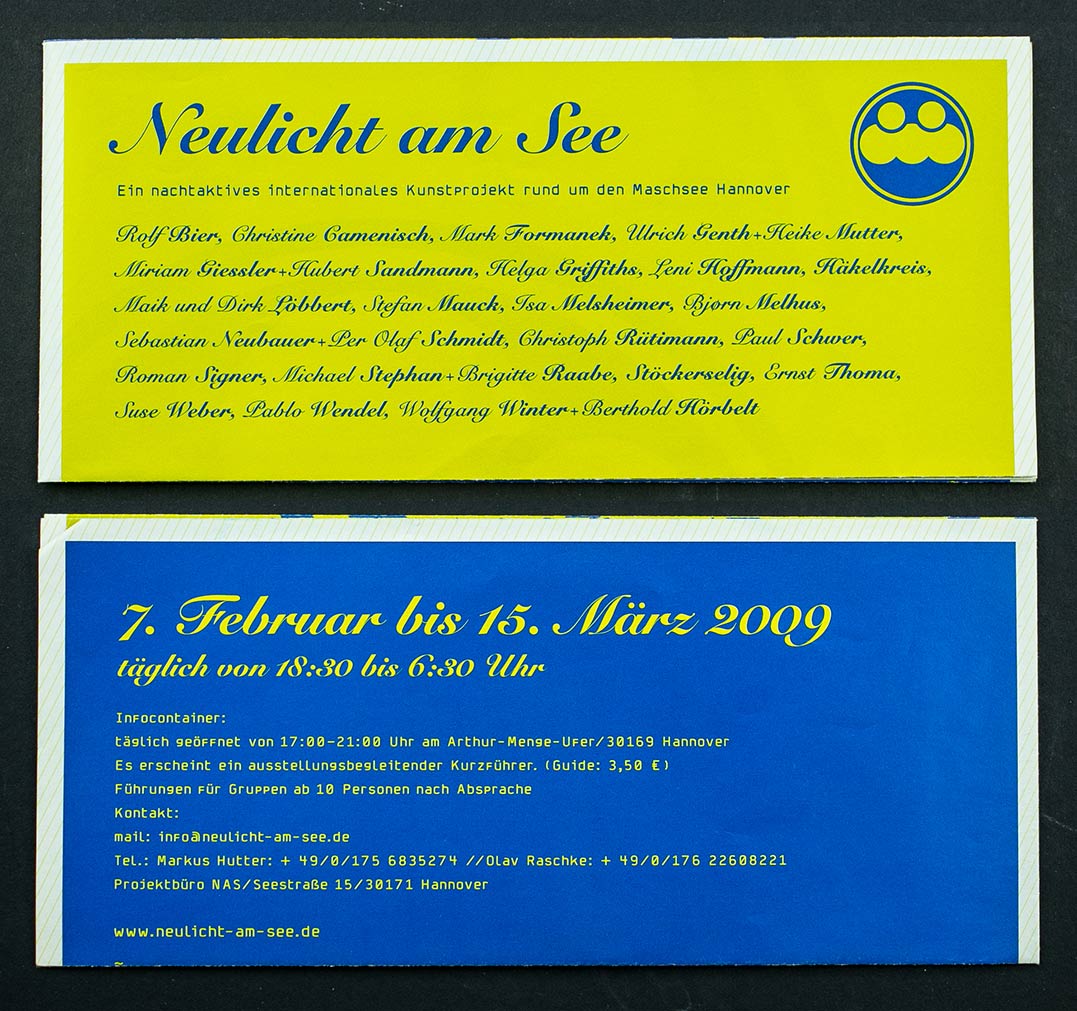 Neulicht am See
Ein nachtaktives internationales Kunstprojekt rund um den Maschsee Hannover
Rolf Bier, Christine Camenisch, Mark Formanek, Ulrich Genth+Heike Mutter,
Miriam Giessler+Hubert Sandmann, Helga Griffiths, Leni Hoffmann, Häkelkreis,
Maik und Dirk Löbbert, Stefan Mauck, Isa Melsheimer, Bjørn Melhus,
Sebastian Neubauer+Per Olaf Schmidt, Christoph Rütimann, Paul Schwer,
Roman Signer, Michael Stephan+Brigitte Raabe, Stöckerselig, Ernst Thoma,
Suse Weber, Pablo Wendel, Wolfgang Winter+Berthold Hörbelt
7. Februar bis 15. März 2009
täglich von 18:30 bis 6:30 Uhr
Infocontainer:
täglich geöffnet von 17:00-21:00 Uhr am Arthur-Menge-Ufer/30169 Hannover
Es erscheint ein ausstellungsbegleitender Kurzführer. (Guide: 3,50 €)
Führungen für Gruppen ab 10 Personen nach Absprache
Kontakt:
mail: info@neulicht-am-see.de
Tel.: Markus Hutter: + 49/0/175 6835274 //Olav Raschke: + 49/0/176 22608221
Projektbüro NAS/Seestraße 15/30171 Hannover
www.neulicht-am-see.de